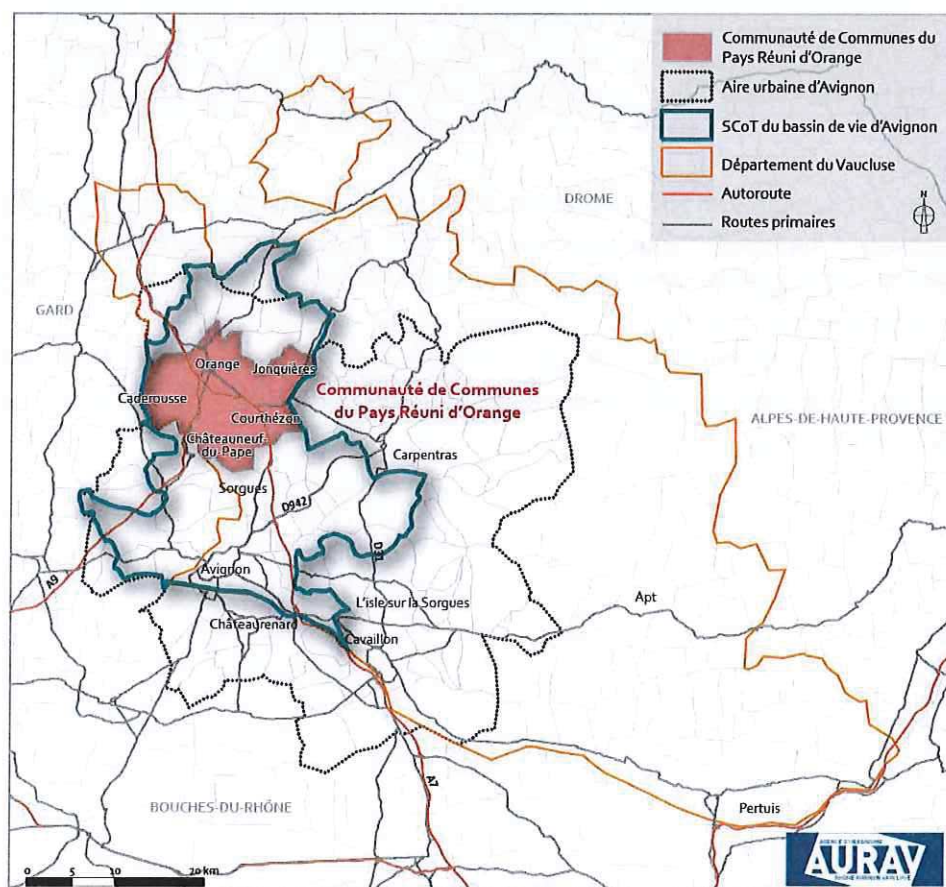 Communauté de Communes du
Pays Réuni d'Orange
Aire urbaine d'Avignon
SCoT du bassin de vie d'Avignon
Département du Vaucluse
Autoroute
Routes primaires
N
DROME
GARD
Orange
Jonquières
Caderousse
Communauté de Communes
du Pays Réuni d'Orange
Courthézon
Châteauneuf-
du-Pape
ALPES-DE-HAUTE-PROVENCE
Carpentras
Sorgues
D942
D31
A9
Avignon
L'isle sur la Sorgues
Apt
Châteaurenard
Cavaillon
A7
BOUCHES-DU-RHÔNE
Pertuis
0 5 10 20 km
AURAV